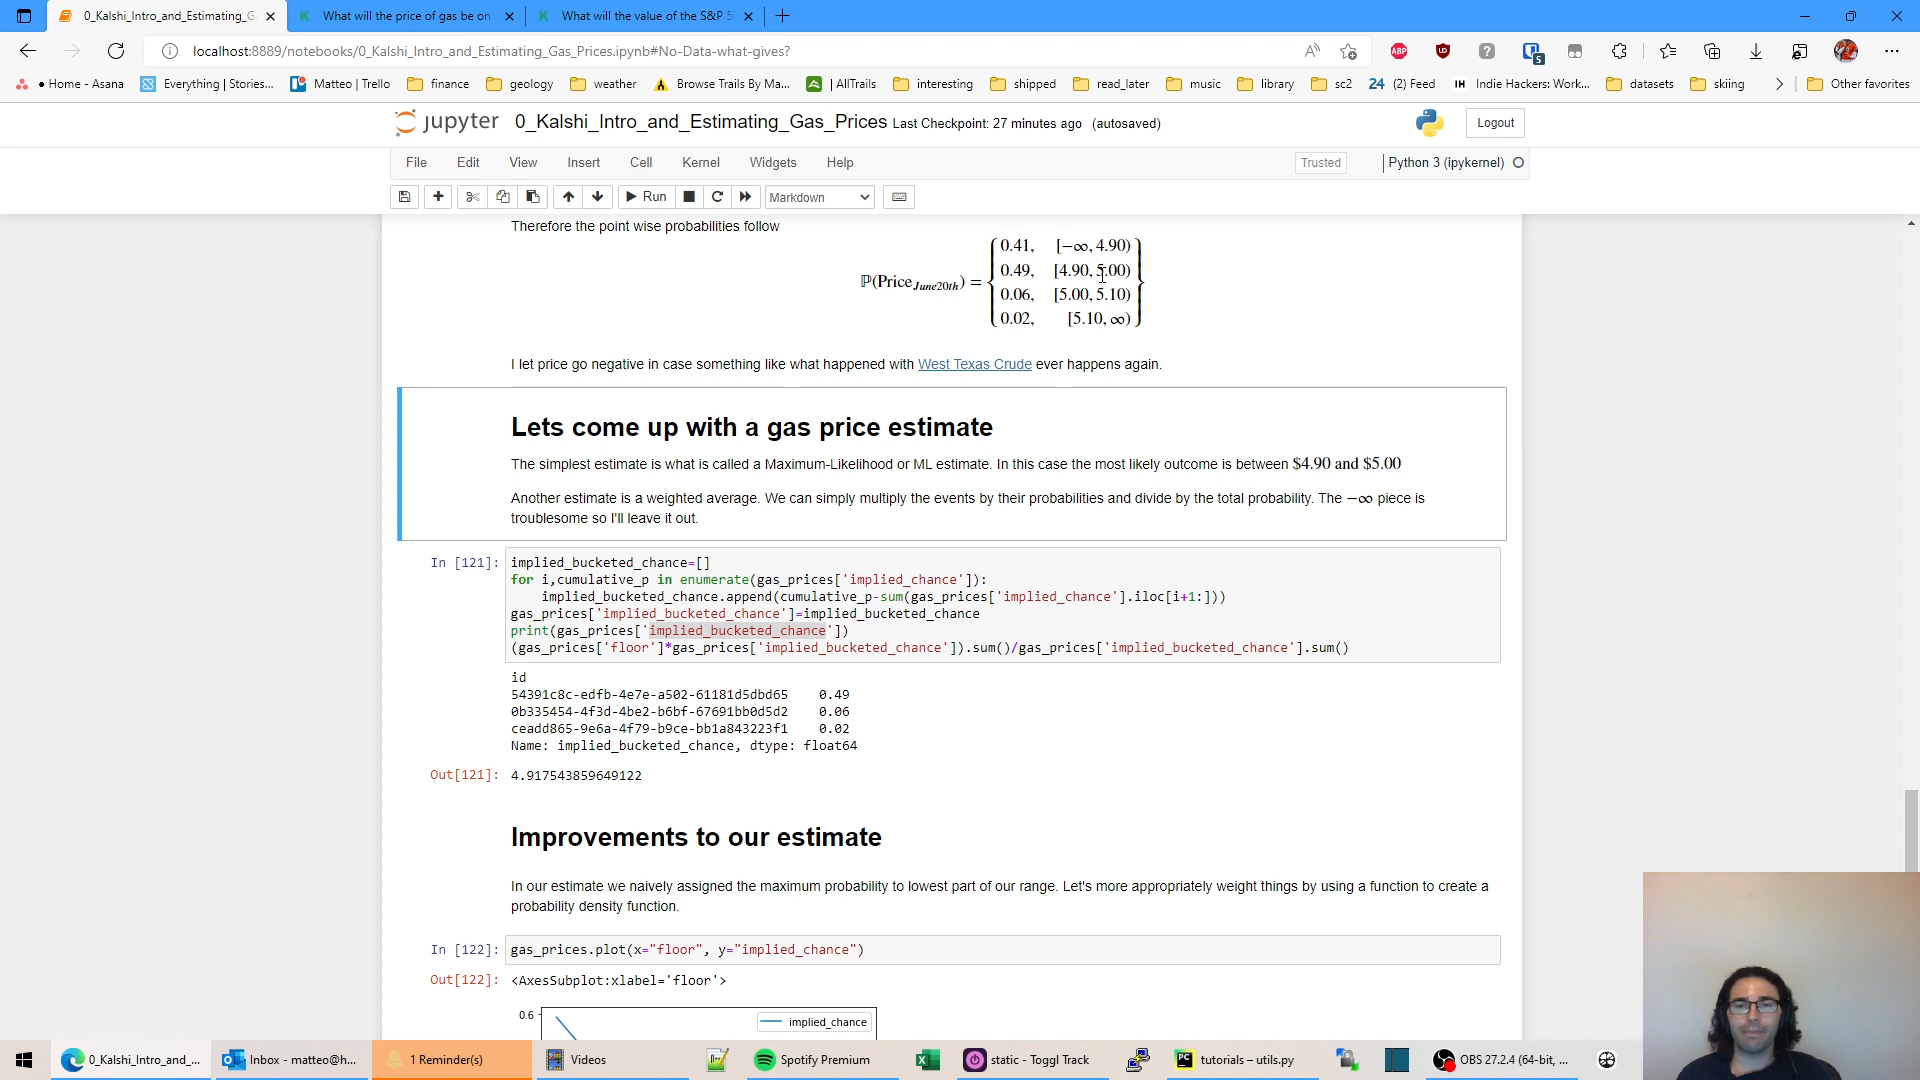 0_Kalshi_Intro_and_Estimating_G
What will the price of gas be on
What will the value of the S&P 5
localhost:8889/notebooks/0_Kalshi_Intro_and_Estimating_Gas_Prices.ipynb#No-Data-what-gives?
• Home - Asana
Everything | Stories...
Matteo | Trello
finance
geology
weather
Browse Trails By Ma...
| AllTrails
interesting
shipped
read_later
music
library
sc2
24 (2) Feed
IH Indie Hackers: Work...
datasets
skiing
Other favorites
jupyter 0_Kalshi_Intro_and_Estimating_Gas_Prices Last Checkpoint: 27 minutes ago (autosaved)
Logout
File Edit View Insert Cell Kernel Widgets Help
Trusted
Python 3 (ipykernel)
Run
Markdown
Therefore the point wise probabilities follow
ℙ(Price_June20th) = { 0.41, [−∞, 4.90)
0.49, [4.90, 5.00)
0.06, [5.00, 5.10)
0.02, [5.10, ∞) }
I let price go negative in case something like what happened with West Texas Crude ever happens again.
Lets come up with a gas price estimate
The simplest estimate is what is called a Maximum-Likelihood or ML estimate. In this case the most likely outcome is between $4.90 and $5.00
Another estimate is a weighted average. We can simply multiply the events by their probabilities and divide by the total probability. The −∞ piece is
troublesome so I'll leave it out.
In [121]: implied_bucketed_chance=[]
for i,cumulative_p in enumerate(gas_prices['implied_chance']):
implied_bucketed_chance.append(cumulative_p-sum(gas_prices['implied_chance'].iloc[i+1:]))
gas_prices['implied_bucketed_chance']=implied_bucketed_chance
print(gas_prices['implied_bucketed_chance'])
(gas_prices['floor']*gas_prices['implied_bucketed_chance']).sum()/gas_prices['implied_bucketed_chance'].sum()
id
54391c8c-edfb-4e7e-a502-61181d5dbd65 0.49
0b335454-4f3d-4be2-b6bf-67691bb0d5d2 0.06
ceadd865-9e6a-4f79-b9ce-bb1a843223f1 0.02
Name: implied_bucketed_chance, dtype: float64
Out[121]: 4.917543859649122
Improvements to our estimate
In our estimate we naively assigned the maximum probability to lowest part of our range. Let's more appropriately weight things by using a function to create a
probability density function.
In [122]: gas_prices.plot(x="floor", y="implied_chance")
Out[122]: <AxesSubplot:xlabel='floor'>
0.6
implied_chance
0_Kalshi_Intro_and_...
Inbox - matteo@h...
1 Reminder(s)
Videos
Spotify Premium
static - Toggl Track
tutorials – utils.py
OBS 27.2.4 (64-bit, ...